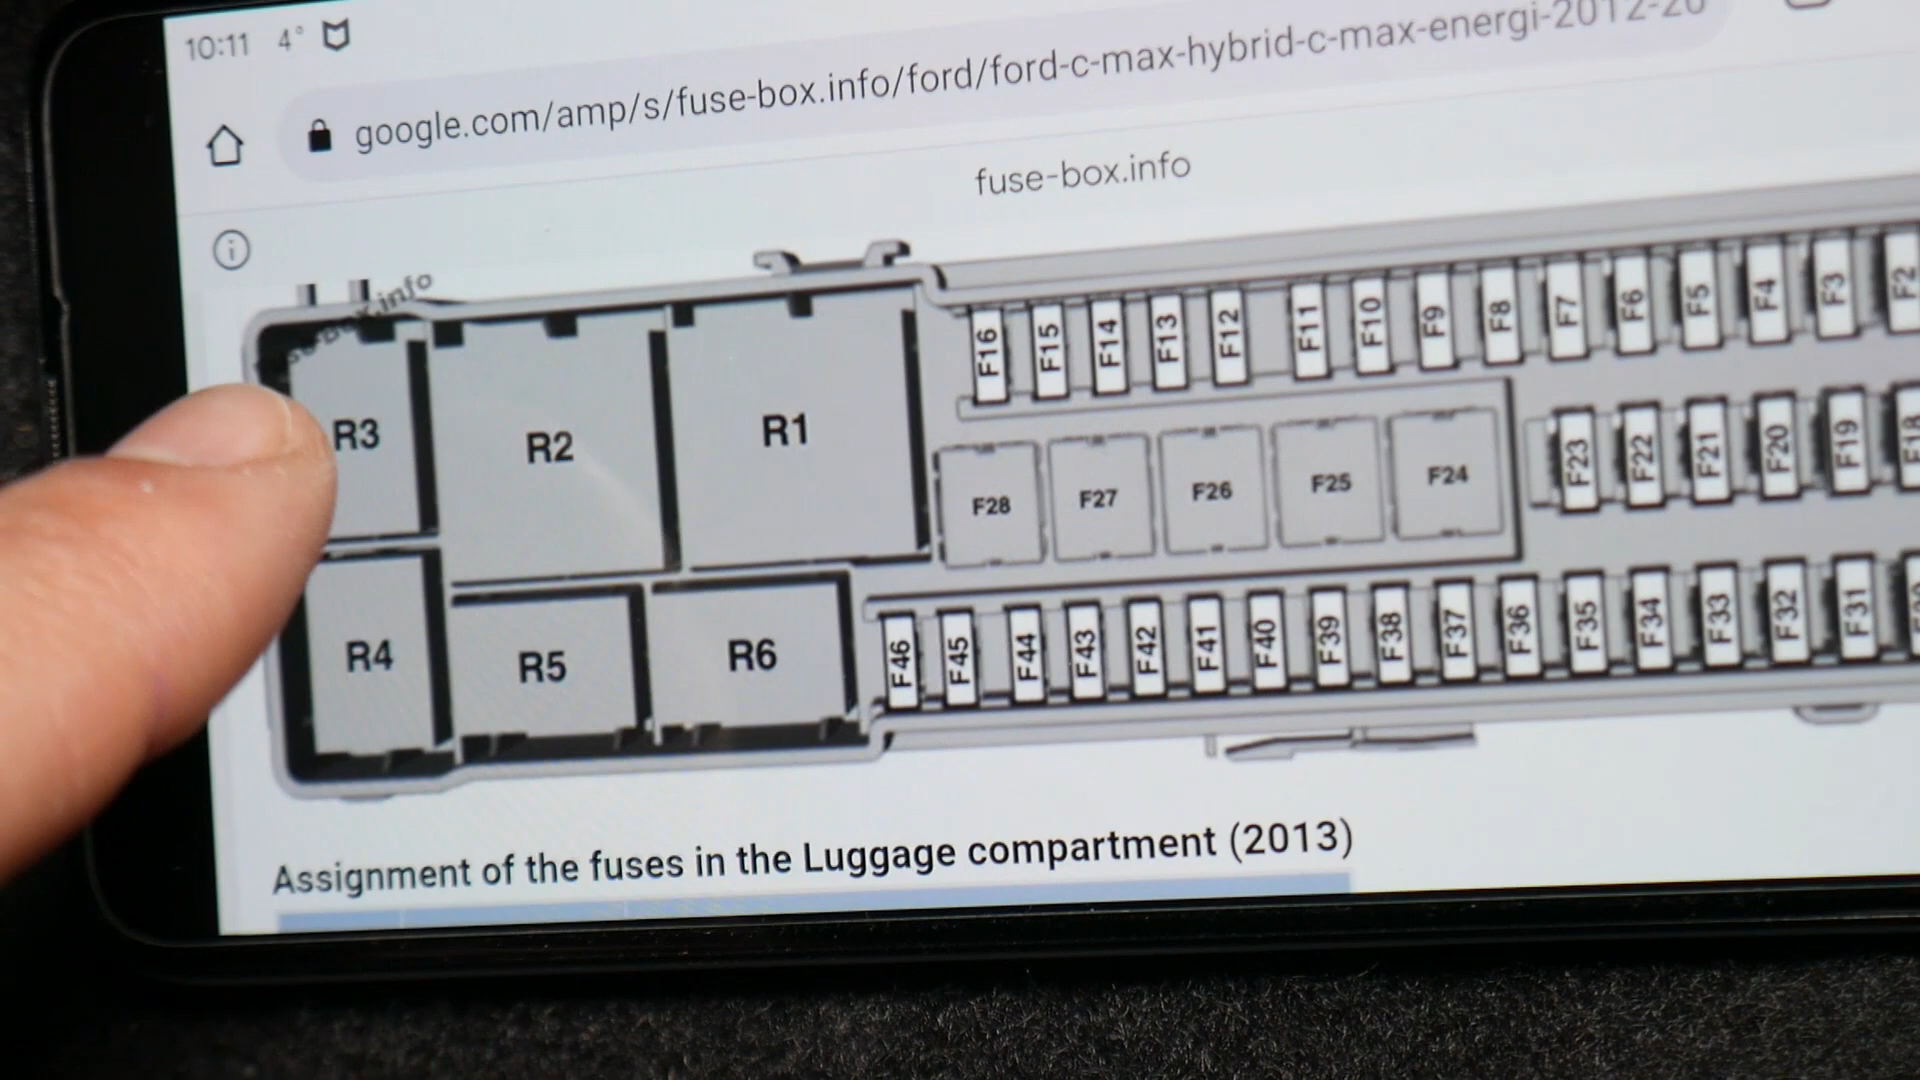 10:11 4°
google.com/amp/s/fuse-box.info/ford/ford-c-max-hybrid-c-max-energi-2012-20
fuse-box.info
F16 F15 F14 F13 F12 F11 F10 F9 F8 F7 F6 F5 F4 F3 F2
R3 R2 R1
F28 F27 F26 F25 F24
F23 F22 F21 F20 F19 F18
R4 R5 R6
F46 F45 F44 F43 F42 F41 F40 F39 F38 F37 F36 F35 F34 F33 F32 F31
Assignment of the fuses in the Luggage compartment (2013)